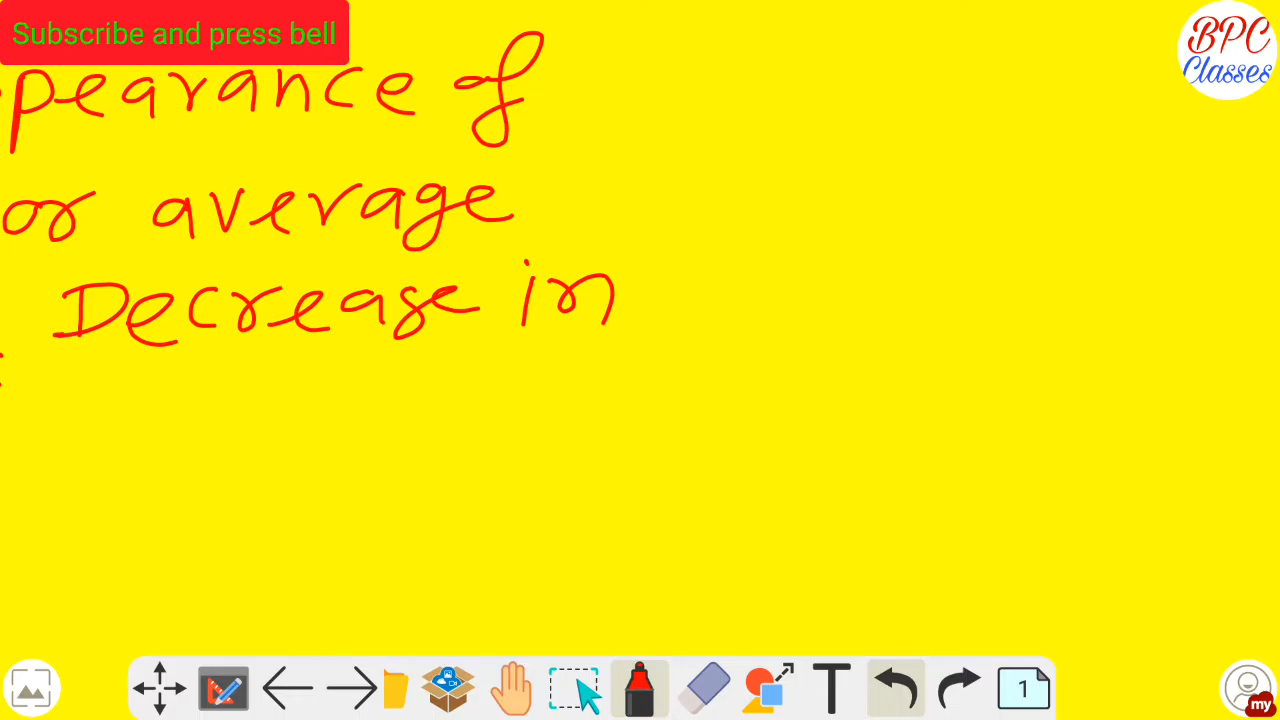 Subscribe and press bell
BPC
Classes
pearance of
or average
Decrease in
1
my